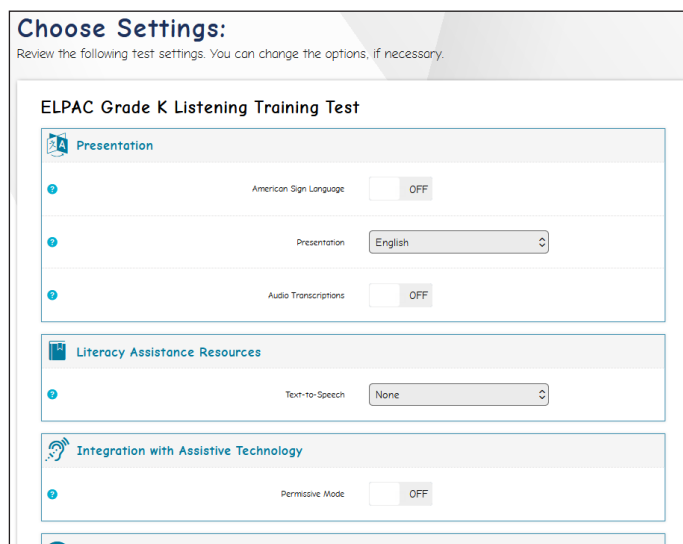 Choose Settings:
Review the following test settings. You can change the options, if necessary.
ELPAC Grade K Listening Training Test
Presentation
American Sign Language OFF
Presentation English
Audio Transcriptions OFF
Literacy Assistance Resources
Text-to-Speech None
Integration with Assistive Technology
Permissive Mode OFF